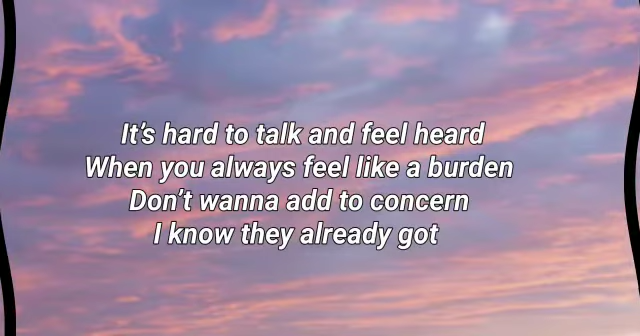 It's hard to talk and feel heard
When you always feel like a burden
Don't wanna add to concern
I know they already got